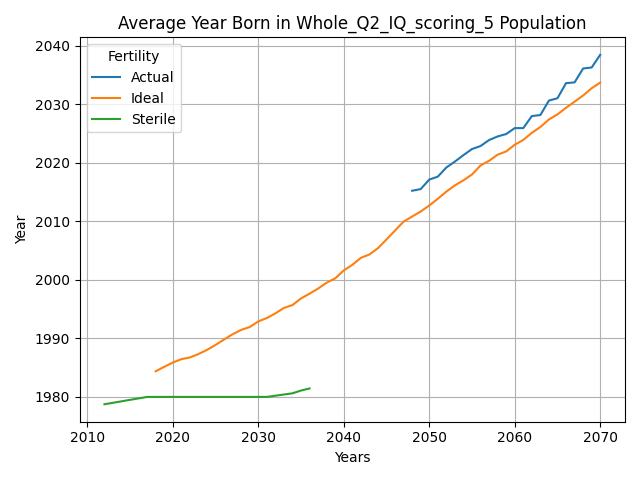 Average Year Born in Whole_Q2_IQ_scoring_5 Population
Fertility
Actual
Ideal
Sterile
Year
2040
2030
2020
2010
2000
1990
1980
2010 2020 2030 2040 2050 2060 2070
Years